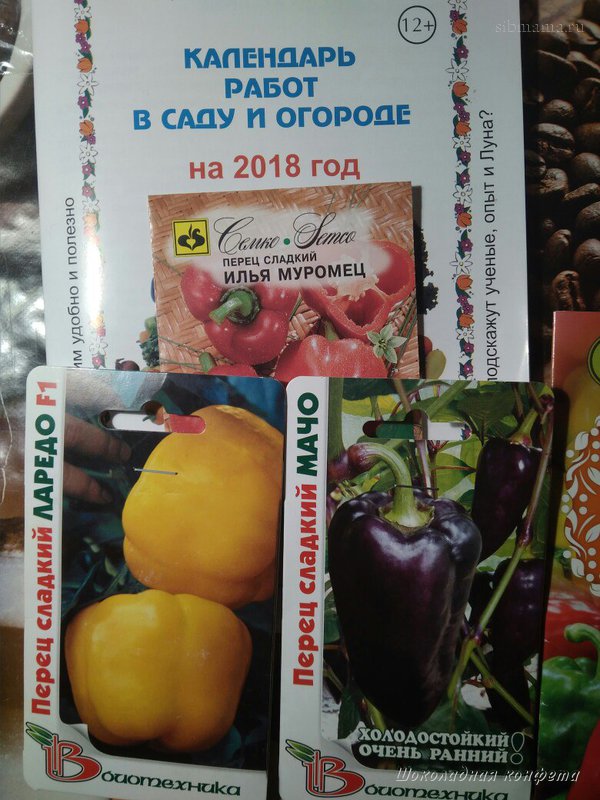 sibmama.ru
12+
КАЛЕНДАРЬ
РАБОТ
В САДУ И ОГОРОДЕ
на 2018 год
им удобно и полезно
подскажут ученые, опыт и Луна?
Семко • Semco
ПЕРЕЦ СЛАДКИЙ
ИЛЬЯ МУРОМЕЦ
Перец сладкий ЛАРЕДО F1
Биотехника
Перец сладкий МАЧО
ХОЛОДОСТОЙКИЙ
ОЧЕНЬ РАННИЙ!
Биотехника
Шоколадная конфета